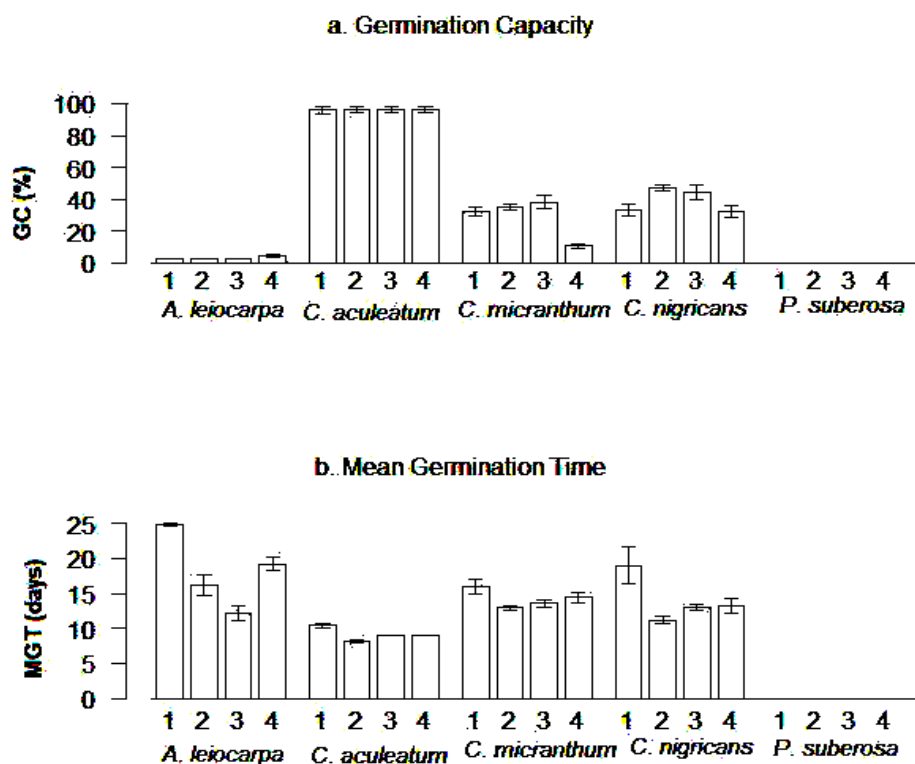 a. Germination Capacity
100
80
60
40
20
0
GC (%)
1 2 3 4 1 2 3 4 1 2 3 4 1 2 3 4 1 2 3 4
A. leiocarpa C. aculeatum C. micranthum C. nigricans P. suberosa
b. Mean Germination Time
25
20
15
10
5
0
MGT (days)
1 2 3 4 1 2 3 4 1 2 3 4 1 2 3 4 1 2 3 4
A. leiocarpa C. aculeatum C. micranthum C. nigricans P. suberosa